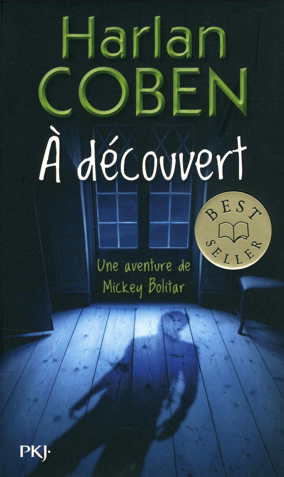 Harlan
COBEN
À découvert
BEST
SELLER
Une aventure de
Mickey Bolitar
PKJ.